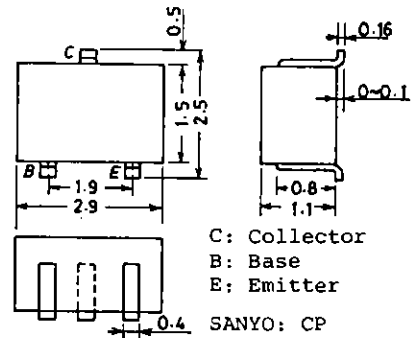 C
0.5
0.16
1.5
2.5
0~0.1
B
E
1.9
2.9
0.8
1.1
C: Collector
B: Base
E: Emitter
0.4
SANYO: CP